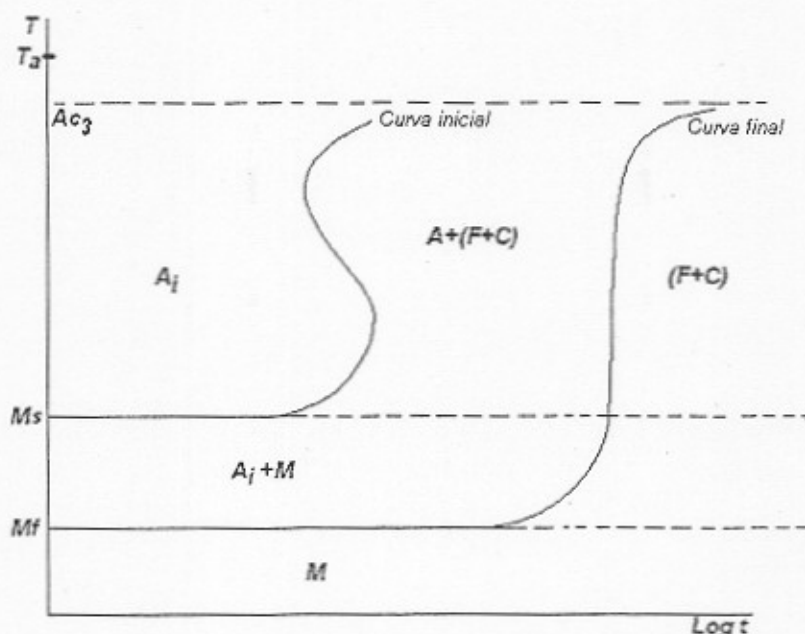 T
Ta
Ac3
Curva inicial
Curva final
A+(F+C)
Ai
(F+C)
Ms
Ai+M
Mf
M
Log t